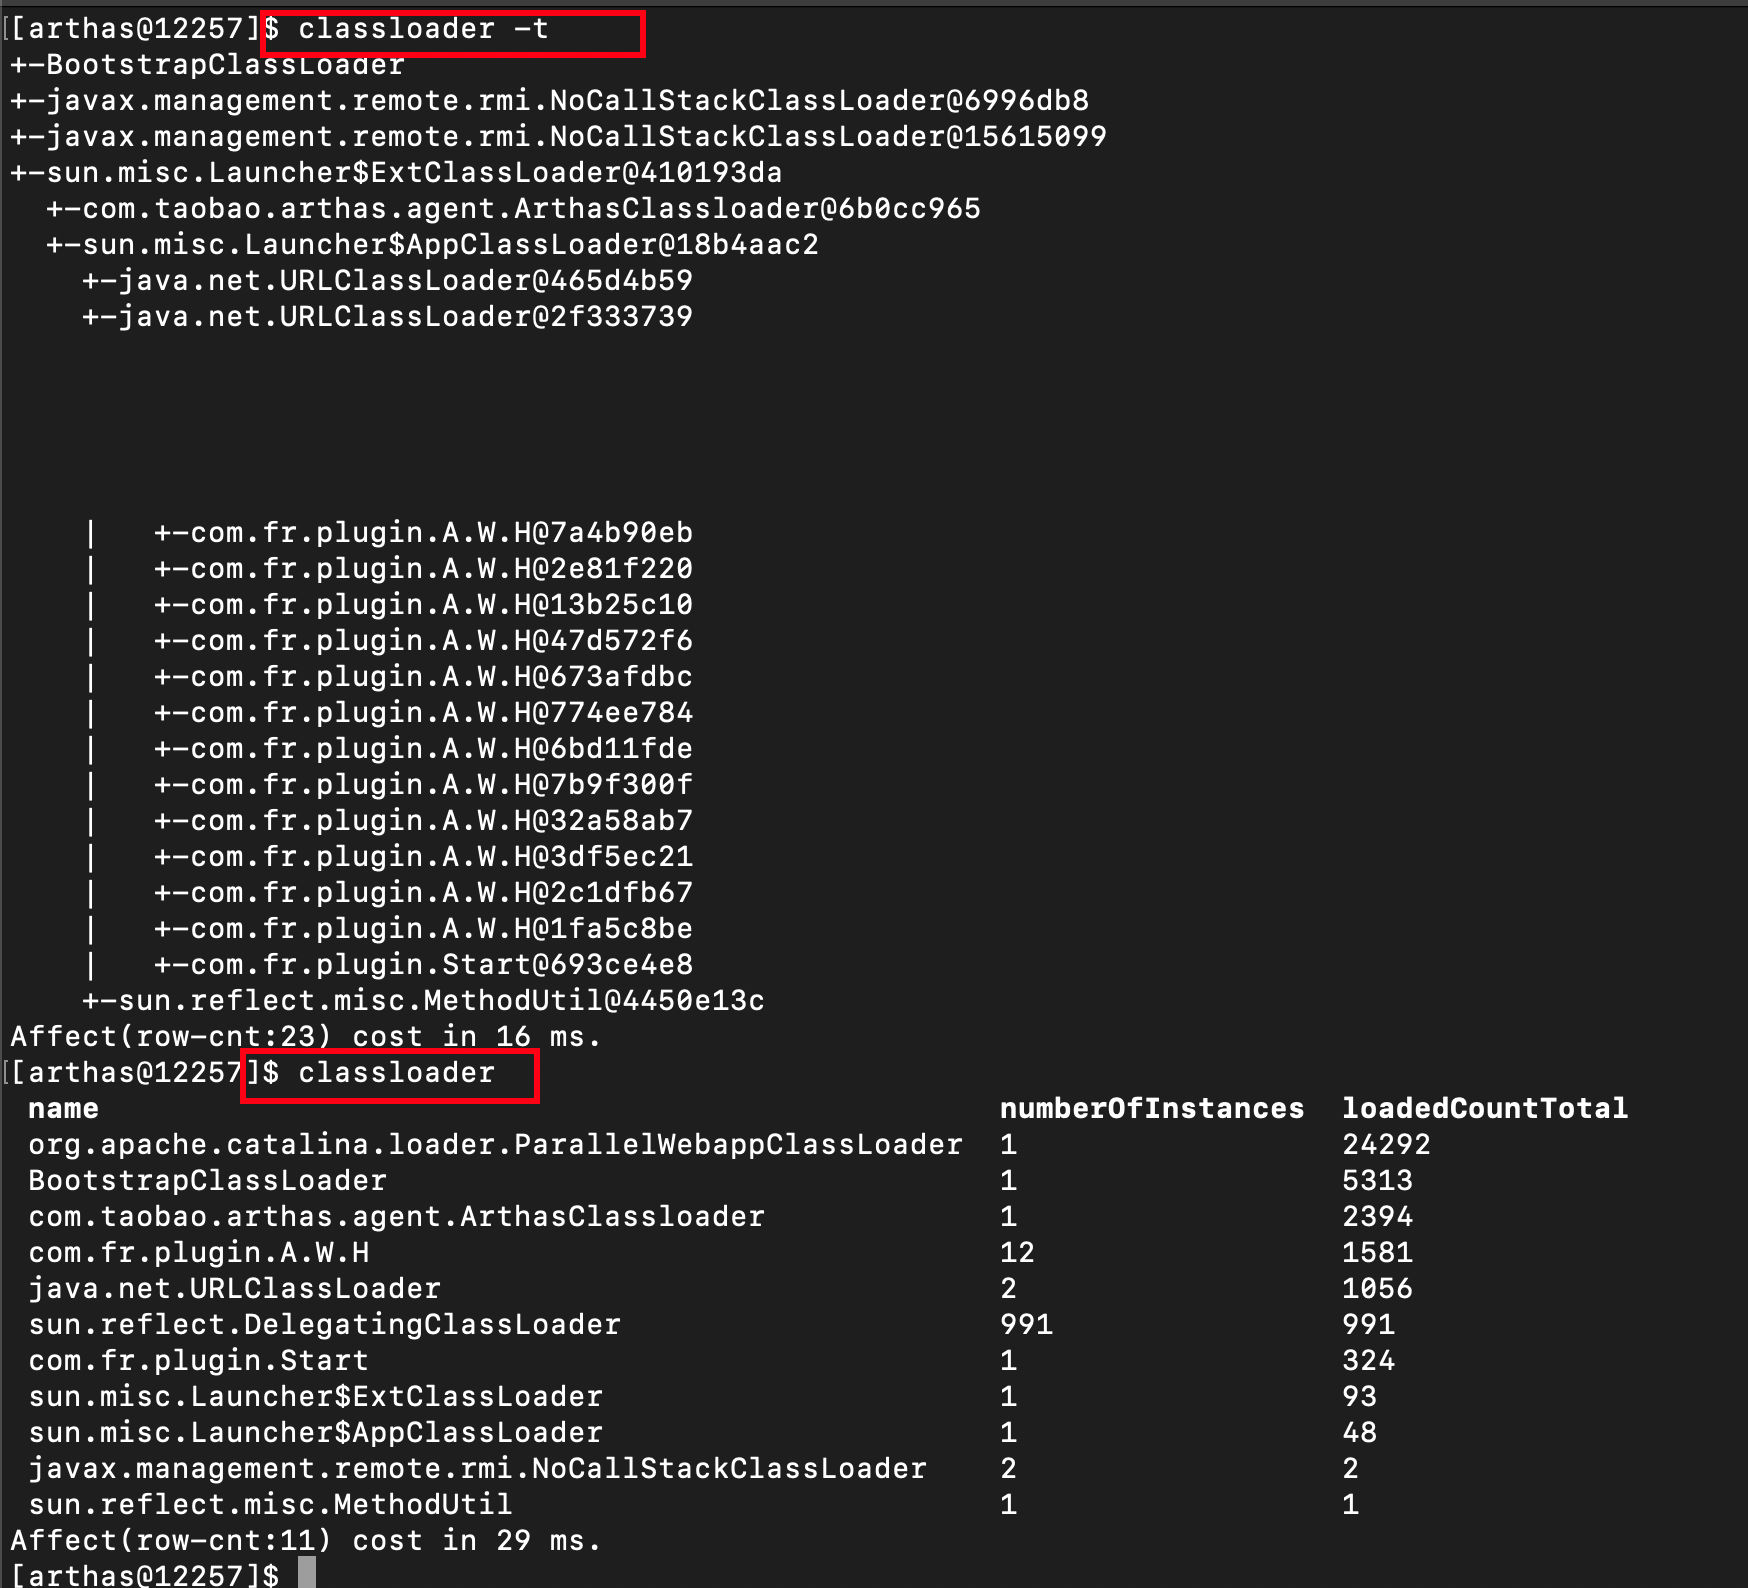 [[arthas@12257]$ classloader -t
+-BootstrapClassLoader
+-javax.management.remote.rmi.NoCallStackClassLoader@6996db8
+-javax.management.remote.rmi.NoCallStackClassLoader@15615099
+-sun.misc.Launcher$ExtClassLoader@410193da
  +-com.taobao.arthas.agent.ArthasClassloader@6b0cc965
  +-sun.misc.Launcher$AppClassLoader@18b4aac2
    +-java.net.URLClassLoader@465d4b59
    +-java.net.URLClassLoader@2f333739
    |   +-com.fr.plugin.A.W.H@7a4b90eb
    |   +-com.fr.plugin.A.W.H@2e81f220
    |   +-com.fr.plugin.A.W.H@13b25c10
    |   +-com.fr.plugin.A.W.H@47d572f6
    |   +-com.fr.plugin.A.W.H@673afdbc
    |   +-com.fr.plugin.A.W.H@774ee784
    |   +-com.fr.plugin.A.W.H@6bd11fde
    |   +-com.fr.plugin.A.W.H@7b9f300f
    |   +-com.fr.plugin.A.W.H@32a58ab7
    |   +-com.fr.plugin.A.W.H@3df5ec21
    |   +-com.fr.plugin.A.W.H@2c1dfb67
    |   +-com.fr.plugin.A.W.H@1fa5c8be
    |   +-com.fr.plugin.Start@693ce4e8
    +-sun.reflect.misc.MethodUtil@4450e13c
Affect(row-cnt:23) cost in 16 ms.
[[arthas@12257]$ classloader
name numberOfInstances loadedCountTotal
org.apache.catalina.loader.ParallelWebappClassLoader 1 24292
BootstrapClassLoader 1 5313
com.taobao.arthas.agent.ArthasClassloader 1 2394
com.fr.plugin.A.W.H 12 1581
java.net.URLClassLoader 2 1056
sun.reflect.DelegatingClassLoader 991 991
com.fr.plugin.Start 1 324
sun.misc.Launcher$ExtClassLoader 1 93
sun.misc.Launcher$AppClassLoader 1 48
javax.management.remote.rmi.NoCallStackClassLoader 2 2
sun.reflect.misc.MethodUtil 1 1
Affect(row-cnt:11) cost in 29 ms.
[arthas@12257]$